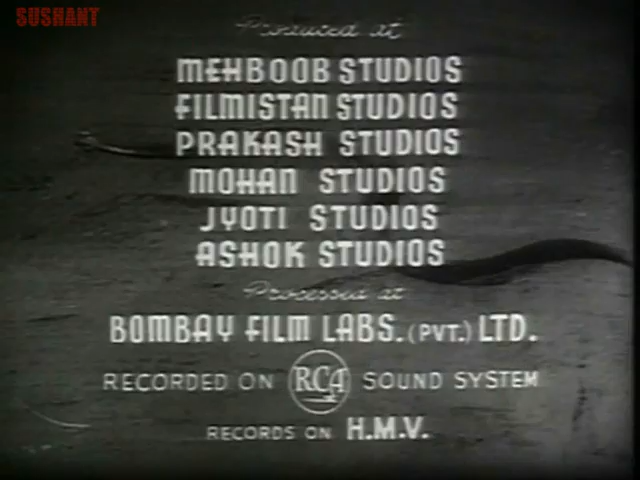 SUSHANT
Produced at
MEHBOOB STUDIOS
FILMISTAN STUDIOS
PRAKASH STUDIOS
MOHAN STUDIOS
JYOTI STUDIOS
ASHOK STUDIOS
Processed at
BOMBAY FILM LABS. (PVT.) LTD.
RECORDED ON RCA SOUND SYSTEM
RECORDS ON H.M.V.